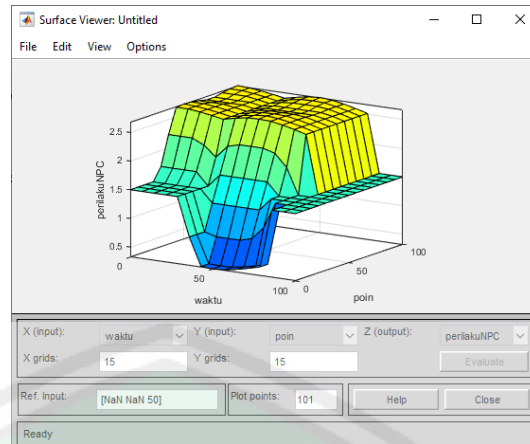 Surface Viewer: Untitled
File Edit View Options
2.5
2
1.5
1
0.5
perilakuNPC
0
50
100
waktu
0
50
100
poin
X (input): waktu Y (input): poin Z (output): perilakuNPC
X grids: 15 Y grids: 15 Evaluate
Ref. Input: [NaN NaN 50] Plot points: 101 Help Close
Ready